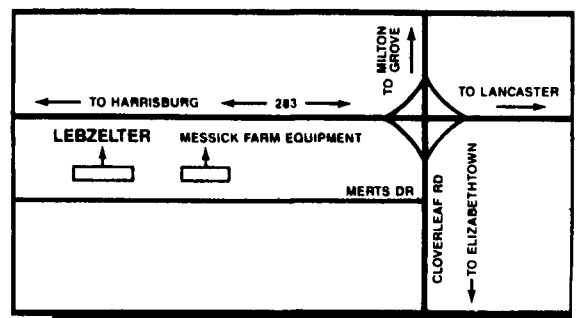 TO MILTON
GROVE
TO HARRISBURG
283
TO LANCASTER
LEBZELTER
MESSICK FARM EQUIPMENT
MERTS DR
CLOVERLEAF RD
TO ELIZABETHTOWN